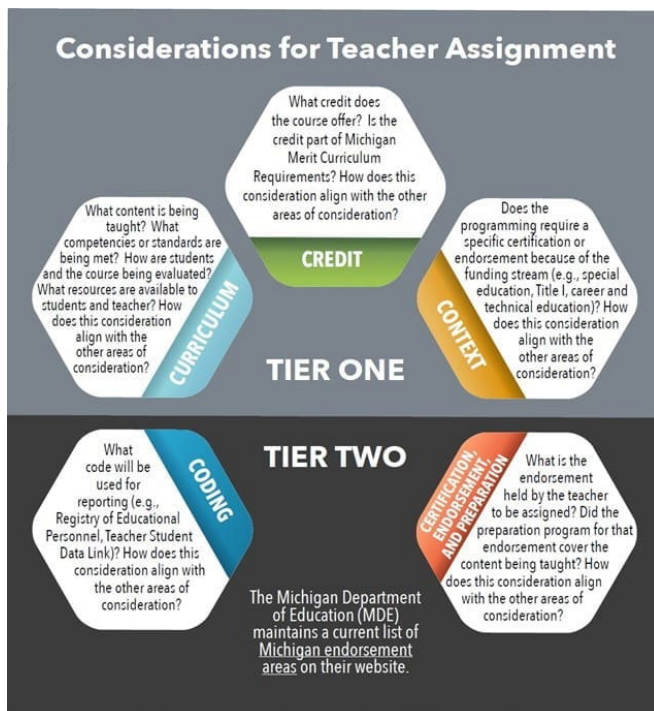 Considerations for Teacher Assignment
What credit does
the course offer? Is the
credit part of Michigan
Merit Curriculum
Requirements? How does this
consideration align with the other
areas of consideration?
CREDIT
What content is being
taught? What
competencies or standards are
being met? How are students
and the course being evaluated?
What resources are available to
students and teacher? How
does this consideration
align with the
other areas of
consideration?
CURRICULUM
Does the
programming require a
specific certification or
endorsement because of the
funding stream (e.g., special
education, Title I, career and
technical education)? How
does this consideration
align with the
other areas of
consideration?
CONTEXT
TIER ONE
TIER TWO
What
code will be
used for
reporting (e.g.,
Registry of Educational
Personnel, Teacher Student
Data Link)? How does this
consideration align with
the other areas of
consideration?
CODING
CERTIFICATION,
ENDORSEMENT,
AND PREPARATION
What is the
endorsement
held by the teacher
to be assigned? Did the
preparation program for that
endorsement cover the
content being taught? How
does this consideration align
with the other areas of
consideration?
The Michigan Department
of Education (MDE)
maintains a current list of
Michigan endorsement
areas on their website.